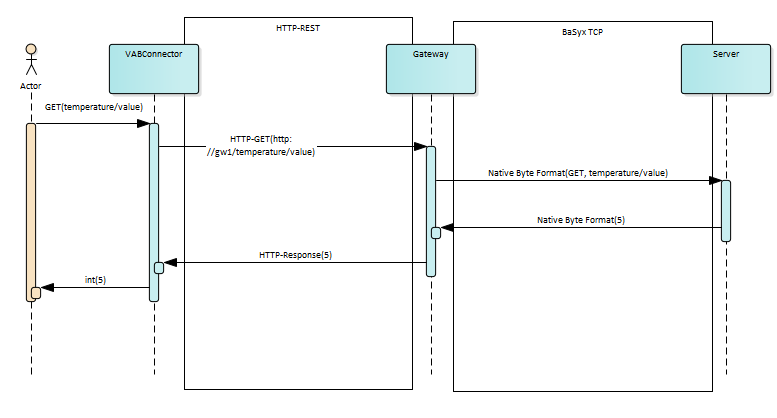 HTTP-REST
BaSyx TCP
VABConnector
Gateway
Server
Actor
GET(temperature/value)
HTTP-GET(http:
//gw1/temperature/value)
Native Byte Format(GET, temperature/value)
Native Byte Format(5)
HTTP-Response(5)
int(5)